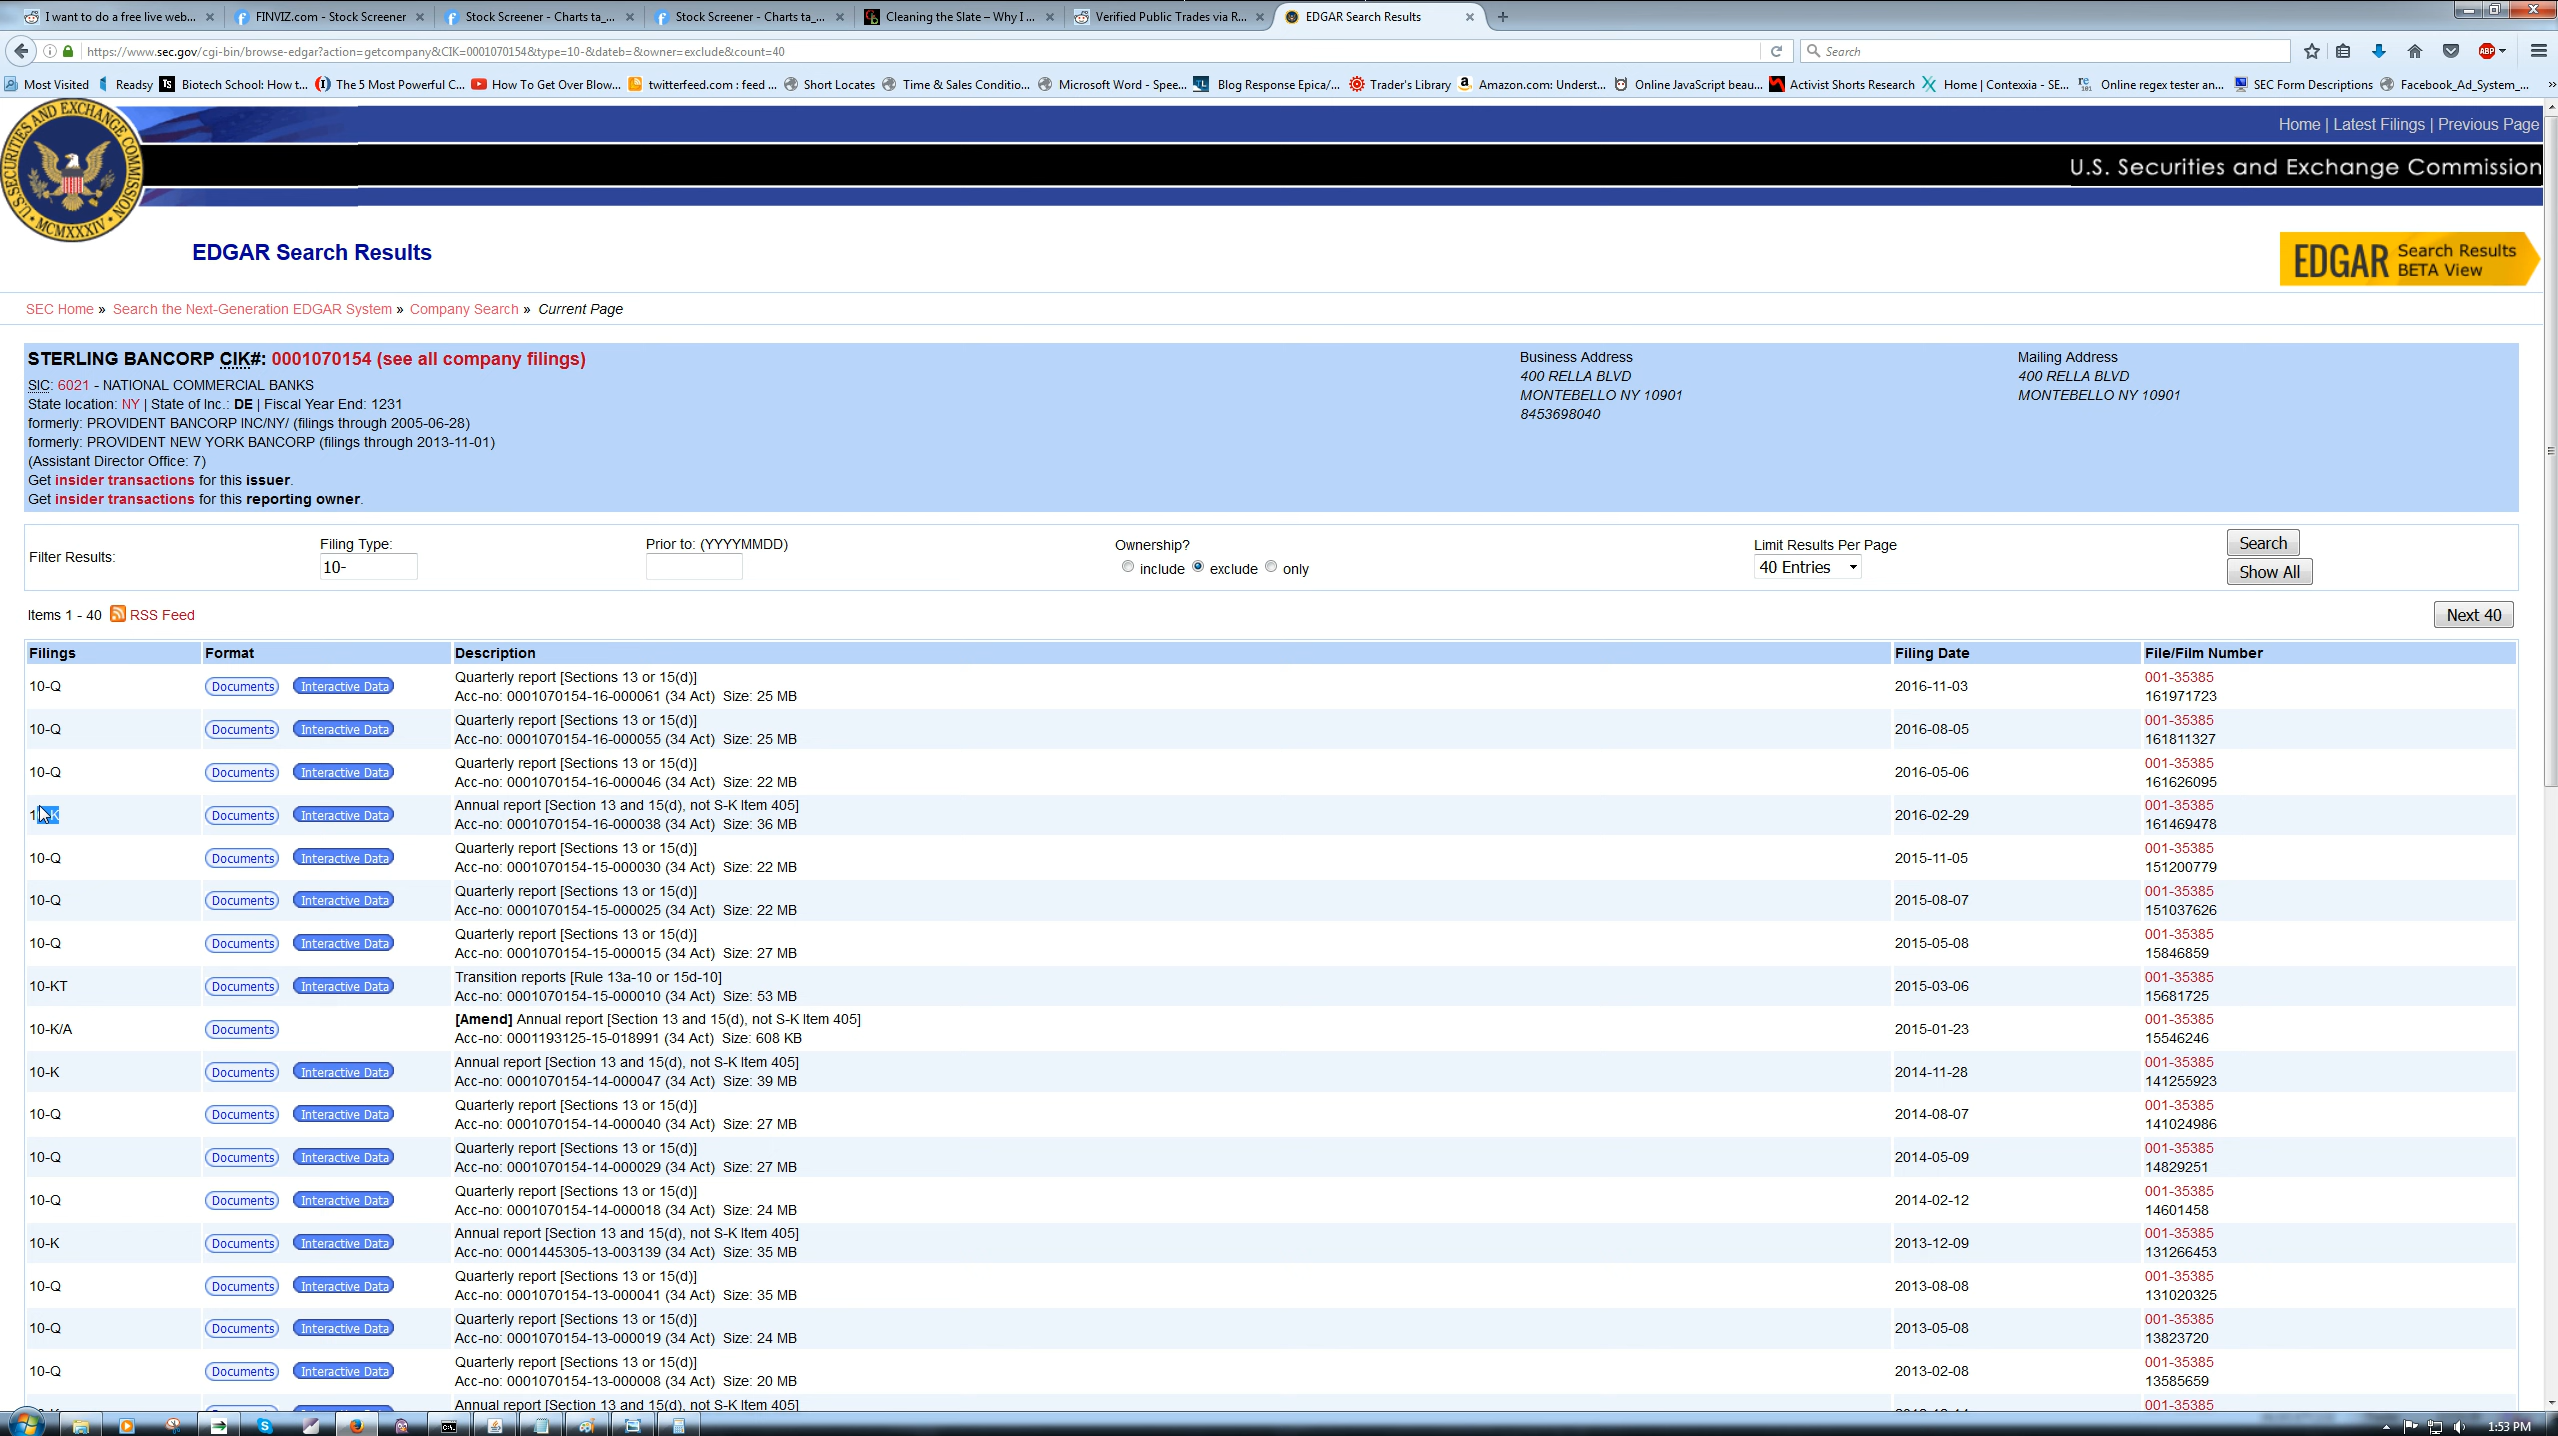 I want to do a free live web...
FINVIZ.com - Stock Screener
Stock Screener - Charts ta_...
Stock Screener - Charts ta_...
Cleaning the Slate – Why I ...
Verified Public Trades via R...
EDGAR Search Results
https://www.sec.gov/cgi-bin/browse-edgar?action=getcompany&CIK=0001070154&type=10-&dateb=&owner=exclude&count=40
Search
ABP
Most Visited
Readsy
Biotech School: How t...
The 5 Most Powerful C...
How To Get Over Blow...
twitterfeed.com : feed ...
Short Locates
Time & Sales Conditio...
Microsoft Word - Spee...
Blog Response Epica/...
Trader's Library
Amazon.com: Underst...
Online JavaScript beau...
Activist Shorts Research
Home | Contexxia - SE...
Online regex tester an...
SEC Form Descriptions
Facebook_Ad_System_...
Home | Latest Filings | Previous Page
U.S. SECURITIES AND EXCHANGE COMMISSION
MCMXXXIV
U.S. Securities and Exchange Commission
EDGAR Search Results
EDGAR Search Results BETA View
SEC Home » Search the Next-Generation EDGAR System » Company Search » Current Page
STERLING BANCORP CIK#: 0001070154 (see all company filings)
SIC: 6021 - NATIONAL COMMERCIAL BANKS
State location: NY | State of Inc.: DE | Fiscal Year End: 1231
formerly: PROVIDENT BANCORP INC/NY/ (filings through 2005-06-28)
formerly: PROVIDENT NEW YORK BANCORP (filings through 2013-11-01)
(Assistant Director Office: 7)
Get insider transactions for this issuer.
Get insider transactions for this reporting owner.
Business Address
400 RELLA BLVD
MONTEBELLO NY 10901
8453698040
Mailing Address
400 RELLA BLVD
MONTEBELLO NY 10901
Filter Results:
Filing Type:
10-
Prior to: (YYYYMMDD)
Ownership?
include exclude only
Limit Results Per Page
40 Entries
Search
Show All
Items 1 - 40 RSS Feed
Next 40
Filings Format Description Filing Date File/Film Number
10-Q Documents Interactive Data Quarterly report [Sections 13 or 15(d)] 2016-11-03 001-35385
Acc-no: 0001070154-16-000061 (34 Act) Size: 25 MB 161971723
10-Q Documents Interactive Data Quarterly report [Sections 13 or 15(d)] 2016-08-05 001-35385
Acc-no: 0001070154-16-000055 (34 Act) Size: 25 MB 161811327
10-Q Documents Interactive Data Quarterly report [Sections 13 or 15(d)] 2016-05-06 001-35385
Acc-no: 0001070154-16-000046 (34 Act) Size: 22 MB 161626095
10-K Documents Interactive Data Annual report [Section 13 and 15(d), not S-K Item 405] 2016-02-29 001-35385
Acc-no: 0001070154-16-000038 (34 Act) Size: 36 MB 161469478
10-Q Documents Interactive Data Quarterly report [Sections 13 or 15(d)] 2015-11-05 001-35385
Acc-no: 0001070154-15-000030 (34 Act) Size: 22 MB 151200779
10-Q Documents Interactive Data Quarterly report [Sections 13 or 15(d)] 2015-08-07 001-35385
Acc-no: 0001070154-15-000025 (34 Act) Size: 22 MB 151037626
10-Q Documents Interactive Data Quarterly report [Sections 13 or 15(d)] 2015-05-08 001-35385
Acc-no: 0001070154-15-000015 (34 Act) Size: 27 MB 15846859
10-KT Documents Interactive Data Transition reports [Rule 13a-10 or 15d-10] 2015-03-06 001-35385
Acc-no: 0001070154-15-000010 (34 Act) Size: 53 MB 15681725
10-K/A Documents [Amend] Annual report [Section 13 and 15(d), not S-K Item 405] 2015-01-23 001-35385
Acc-no: 0001193125-15-018991 (34 Act) Size: 608 KB 15546246
10-K Documents Interactive Data Annual report [Section 13 and 15(d), not S-K Item 405] 2014-11-28 001-35385
Acc-no: 0001070154-14-000047 (34 Act) Size: 39 MB 141255923
10-Q Documents Interactive Data Quarterly report [Sections 13 or 15(d)] 2014-08-07 001-35385
Acc-no: 0001070154-14-000040 (34 Act) Size: 27 MB 141024986
10-Q Documents Interactive Data Quarterly report [Sections 13 or 15(d)] 2014-05-09 001-35385
Acc-no: 0001070154-14-000029 (34 Act) Size: 27 MB 14829251
10-Q Documents Interactive Data Quarterly report [Sections 13 or 15(d)] 2014-02-12 001-35385
Acc-no: 0001070154-14-000018 (34 Act) Size: 24 MB 14601458
10-K Documents Interactive Data Annual report [Section 13 and 15(d), not S-K Item 405] 2013-12-09 001-35385
Acc-no: 0001445305-13-003139 (34 Act) Size: 35 MB 131266453
10-Q Documents Interactive Data Quarterly report [Sections 13 or 15(d)] 2013-08-08 001-35385
Acc-no: 0001070154-13-000041 (34 Act) Size: 35 MB 131020325
10-Q Documents Interactive Data Quarterly report [Sections 13 or 15(d)] 2013-05-08 001-35385
Acc-no: 0001070154-13-000019 (34 Act) Size: 24 MB 13823720
10-Q Documents Interactive Data Quarterly report [Sections 13 or 15(d)] 2013-02-08 001-35385
Acc-no: 0001070154-13-000008 (34 Act) Size: 20 MB 13585659
Annual report [Section 13 and 15(d), not S-K Item 405] 001-35385
1:53 PM